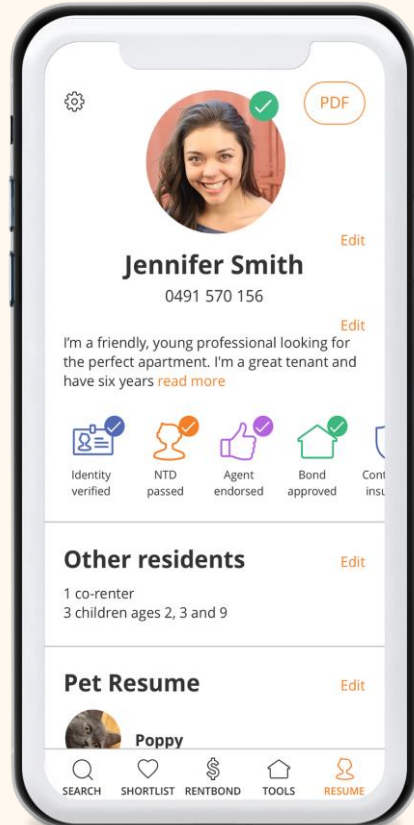 PDF
Edit
Jennifer Smith
0491 570 156
Edit
I'm a friendly, young professional looking for
the perfect apartment. I'm a great tenant and
have six years read more
Identity
verified
NTD
passed
Agent
endorsed
Bond
approved
Cont
insu
Other residents
Edit
1 co-renter
3 children ages 2, 3 and 9
Pet Resume
Edit
Poppy
SEARCH
SHORTLIST
RENTBOND
TOOLS
RESUME